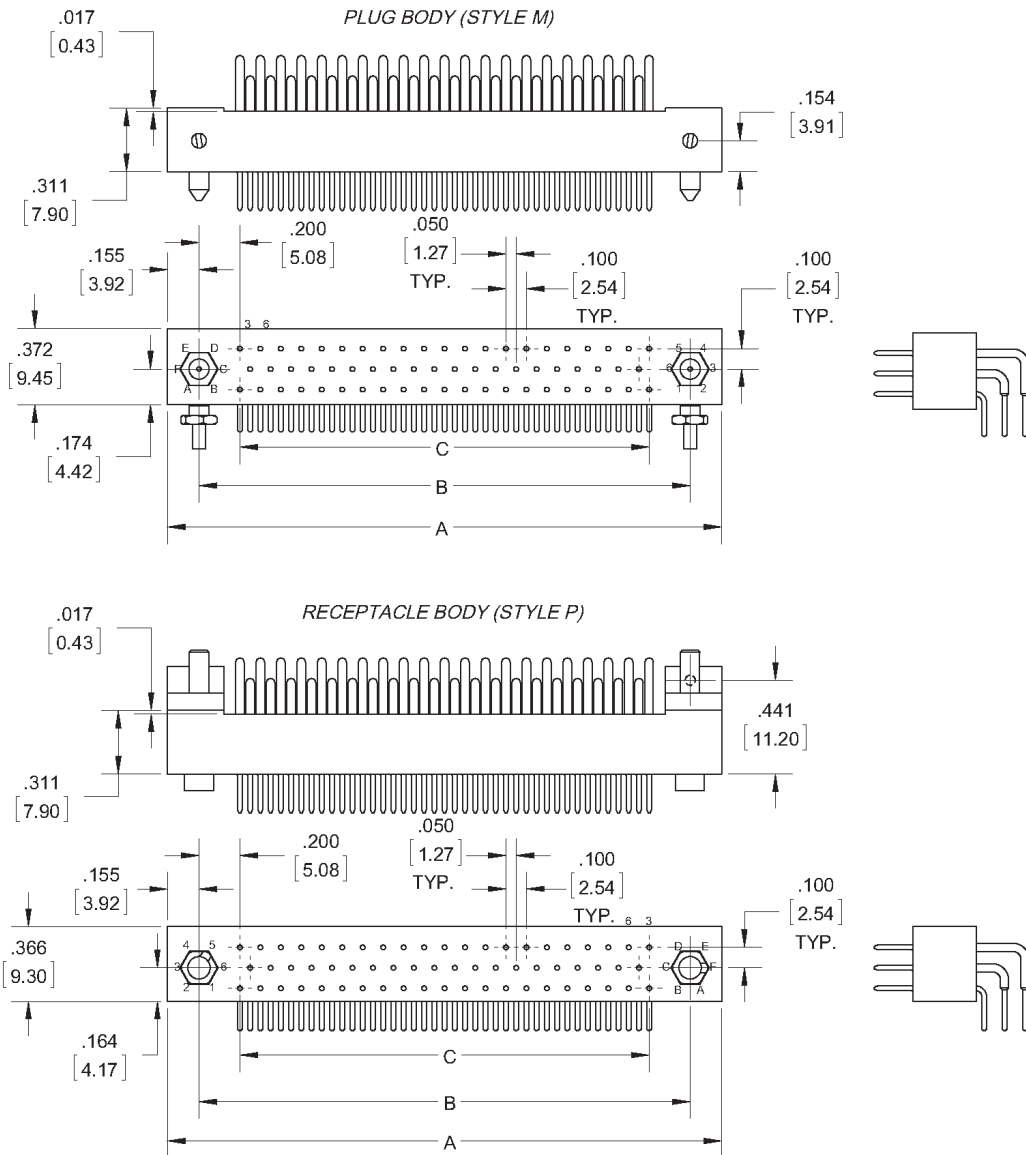 PLUG BODY (STYLE M)
.017
[0.43]
.154
[3.91]
.311
[7.90]
.200
[5.08]
.050
[1.27]
TYP.
.155
[3.92]
.100
[2.54]
TYP.
.100
[2.54]
TYP.
3 6
.372
[9.45]
E D
F C
A B
5 4
6 3
1 2
.174
[4.42]
C
B
A
RECEPTACLE BODY (STYLE P)
.017
[0.43]
.441
[11.20]
.311
[7.90]
.200
[5.08]
.050
[1.27]
TYP.
.155
[3.92]
.100
[2.54]
TYP.
.100
[2.54]
TYP.
6 3
.366
[9.30]
4 5
3 6
2 1
D E
C F
B A
.164
[4.17]
C
B
A